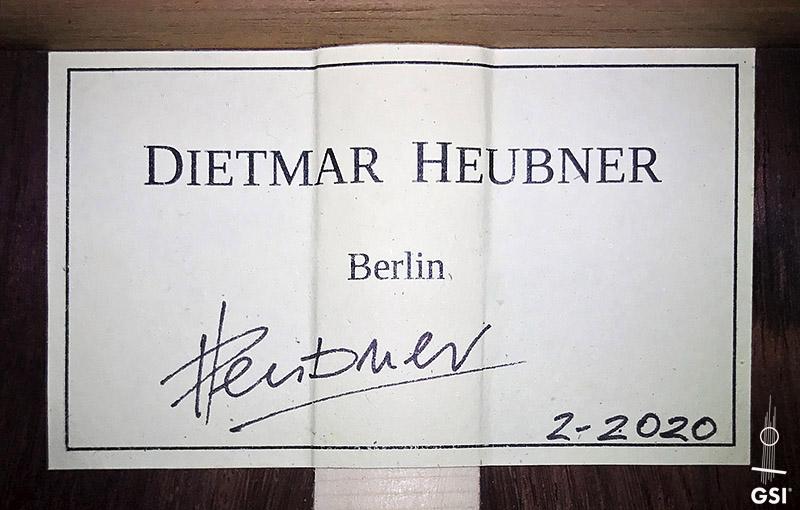 DIETMAR HEUBNER
Berlin
Heubner
2-2020
GSI